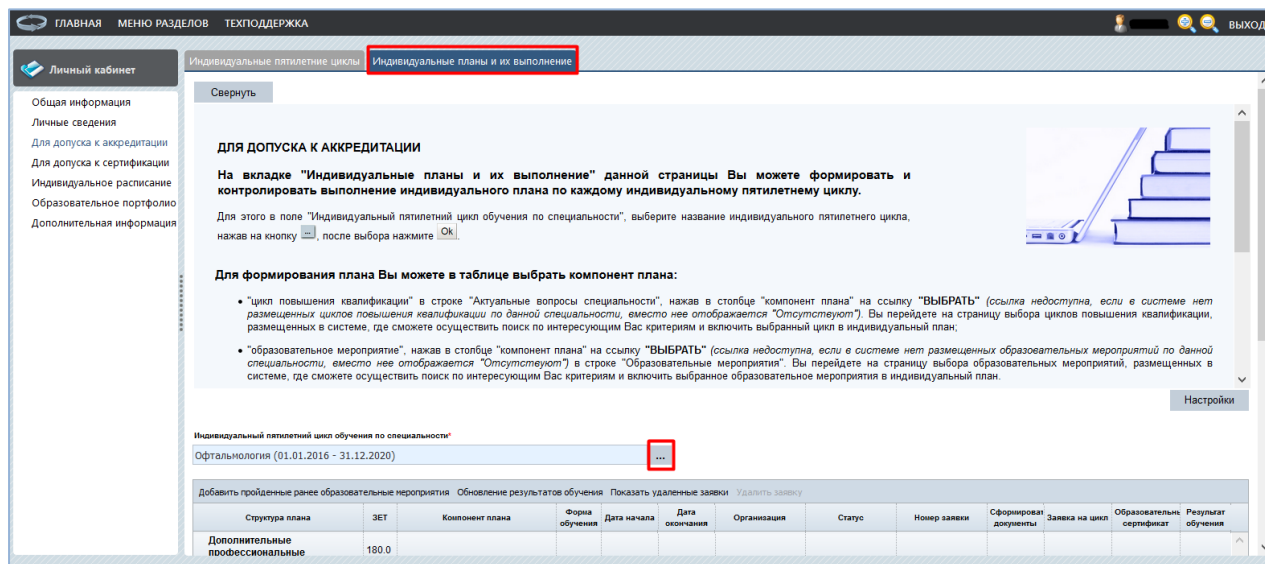 ГЛАВНАЯ МЕНЮ РАЗДЕЛОВ ТЕХПОДДЕРЖКА ВЫХОД
Личный кабинет
Общая информация
Личные сведения
Для допуска к аккредитации
Для допуска к сертификации
Индивидуальное расписание
Образовательное портфолио
Дополнительная информация
Индивидуальные пятилетние циклы Индивидуальные планы и их выполнение
Свернуть
ДЛЯ ДОПУСКА К АККРЕДИТАЦИИ
На вкладке "Индивидуальные планы и их выполнение" данной страницы Вы можете формировать и
контролировать выполнение индивидуального плана по каждому индивидуальному пятилетнему циклу.
Для этого в поле "Индивидуальный пятилетний цикл обучения по специальности", выберите название индивидуального пятилетнего цикла,
нажав на кнопку ..., после выбора нажмите Ok.
Для формирования плана Вы можете в таблице выбрать компонент плана:
• "цикл повышения квалификации" в строке "Актуальные вопросы специальности", нажав в столбце "компонент плана" на ссылку "ВЫБРАТЬ" (ссылка недоступна, если в системе нет
размещенных циклов повышения квалификации по данной специальности, вместо нее отображается "Отсутствуют"). Вы перейдете на страницу выбора циклов повышения квалификации,
размещенных в системе, где сможете осуществить поиск по интересующим Вас критериям и включить выбранный цикл в индивидуальный план;
• "образовательное мероприятие", нажав в столбце "компонент плана" на ссылку "ВЫБРАТЬ" (ссылка недоступна, если в системе нет размещенных образовательных мероприятий по данной
специальности, вместо нее отображается "Отсутствуют") в строке "Образовательные мероприятия". Вы перейдете на страницу выбора образовательных мероприятий, размещенных в
системе, где сможете осуществить поиск по интересующим Вас критериям и включить выбранное образовательное мероприятия в индивидуальный план.
Настройки
Индивидуальный пятилетний цикл обучения по специальности*
Офтальмология (01.01.2016 - 31.12.2020) ...
Добавить пройденные ранее образовательные мероприятия Обновление результатов обучения Показать удаленные заявки Удалить заявку
Структура плана ЗЕТ Компонент плана Форма обучения Дата начала Дата окончания Организация Статус Номер заявки Сформироват документы Заявка на цикл Образовательнь сертификат Результат обучения
Дополнительные
профессиональные 180.0